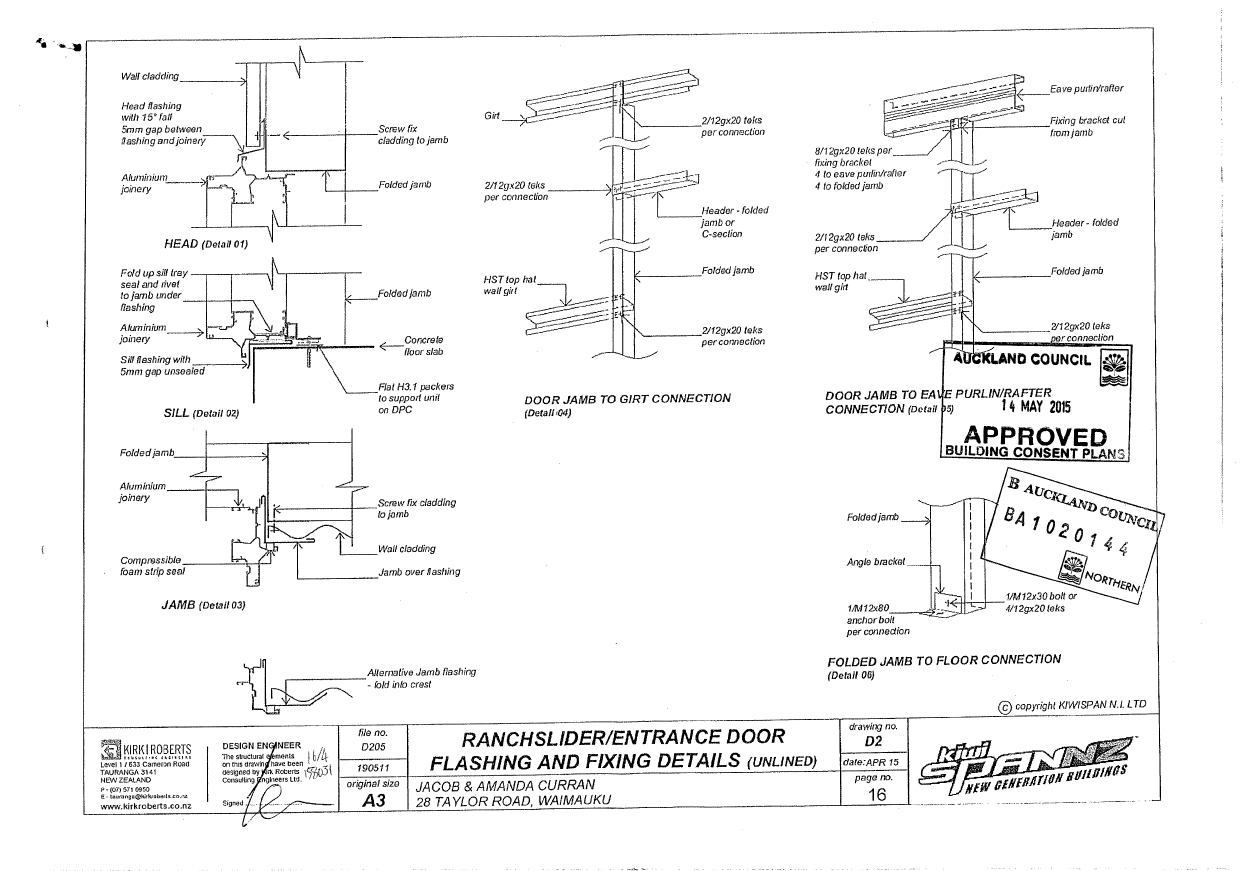 Wall cladding
Head flashing
with 15° fall
5mm gap between
flashing and joinery
Aluminium
joinery
Screw fix
cladding to jamb
Folded jamb
HEAD (Detail 01)
Fold up sill tray
seal and rivet
to jamb under
flashing
Aluminium
joinery
Sill flashing with
5mm gap unsealed
Folded jamb
Concrete
floor slab
Flat H3.1 packers
to support unit
on DPC
SILL (Detail 02)
Folded jamb
Aluminium
joinery
Compressible
foam strip seal
Screw fix cladding
to jamb
Wall cladding
Jamb over flashing
JAMB (Detail 03)
Alternative Jamb flashing
- fold into crest
Girt
2/12gx20 teks
per connection
2/12gx20 teks
per connection
Header - folded
jamb or
C-section
HST top hat
wall girt
Folded jamb
2/12gx20 teks
per connection
DOOR JAMB TO GIRT CONNECTION
(Detail 04)
Eave purlin/rafter
Fixing bracket cut
from jamb
8/12gx20 teks per
fixing bracket
4 to eave purlin/rafter
4 to folded jamb
Header - folded
jamb
2/12gx20 teks
per connection
HST top hat
wall girt
Folded jamb
2/12gx20 teks
per connection
DOOR JAMB TO EAVE PURLIN/RAFTER
CONNECTION (Detail 05)
AUCKLAND COUNCIL
14 MAY 2015
APPROVED
BUILDING CONSENT PLANS
B AUCKLAND COUNCIL
BA1020144
NORTHERN
Folded jamb
Angle bracket
1/M12x80
anchor bolt
per connection
1/M12x30 bolt or
4/12gx20 teks
FOLDED JAMB TO FLOOR CONNECTION
(Detail 06)
© copyright KIWISPAN N.I. LTD
KIRK ROBERTS
CONSULTING ENGINEERS
Level 1 / 633 Cameron Road
TAURANGA 3141
NEW ZEALAND
P - (07) 571 0950
E - tauranga@kirkroberts.co.nz
www.kirkroberts.co.nz
DESIGN ENGINEER
The structural elements
on this drawing have been
designed by Kirk Roberts
Consulting Engineers Ltd.
16/4
Signed
file no.
D205
190511
original size
A3
RANCHSLIDER/ENTRANCE DOOR
FLASHING AND FIXING DETAILS (UNLINED)
JACOB & AMANDA CURRAN
28 TAYLOR ROAD, WAIMAUKU
drawing no.
D2
date:APR 15
page no.
16
kiwi
SPANNZ
NEW GENERATION BUILDINGS